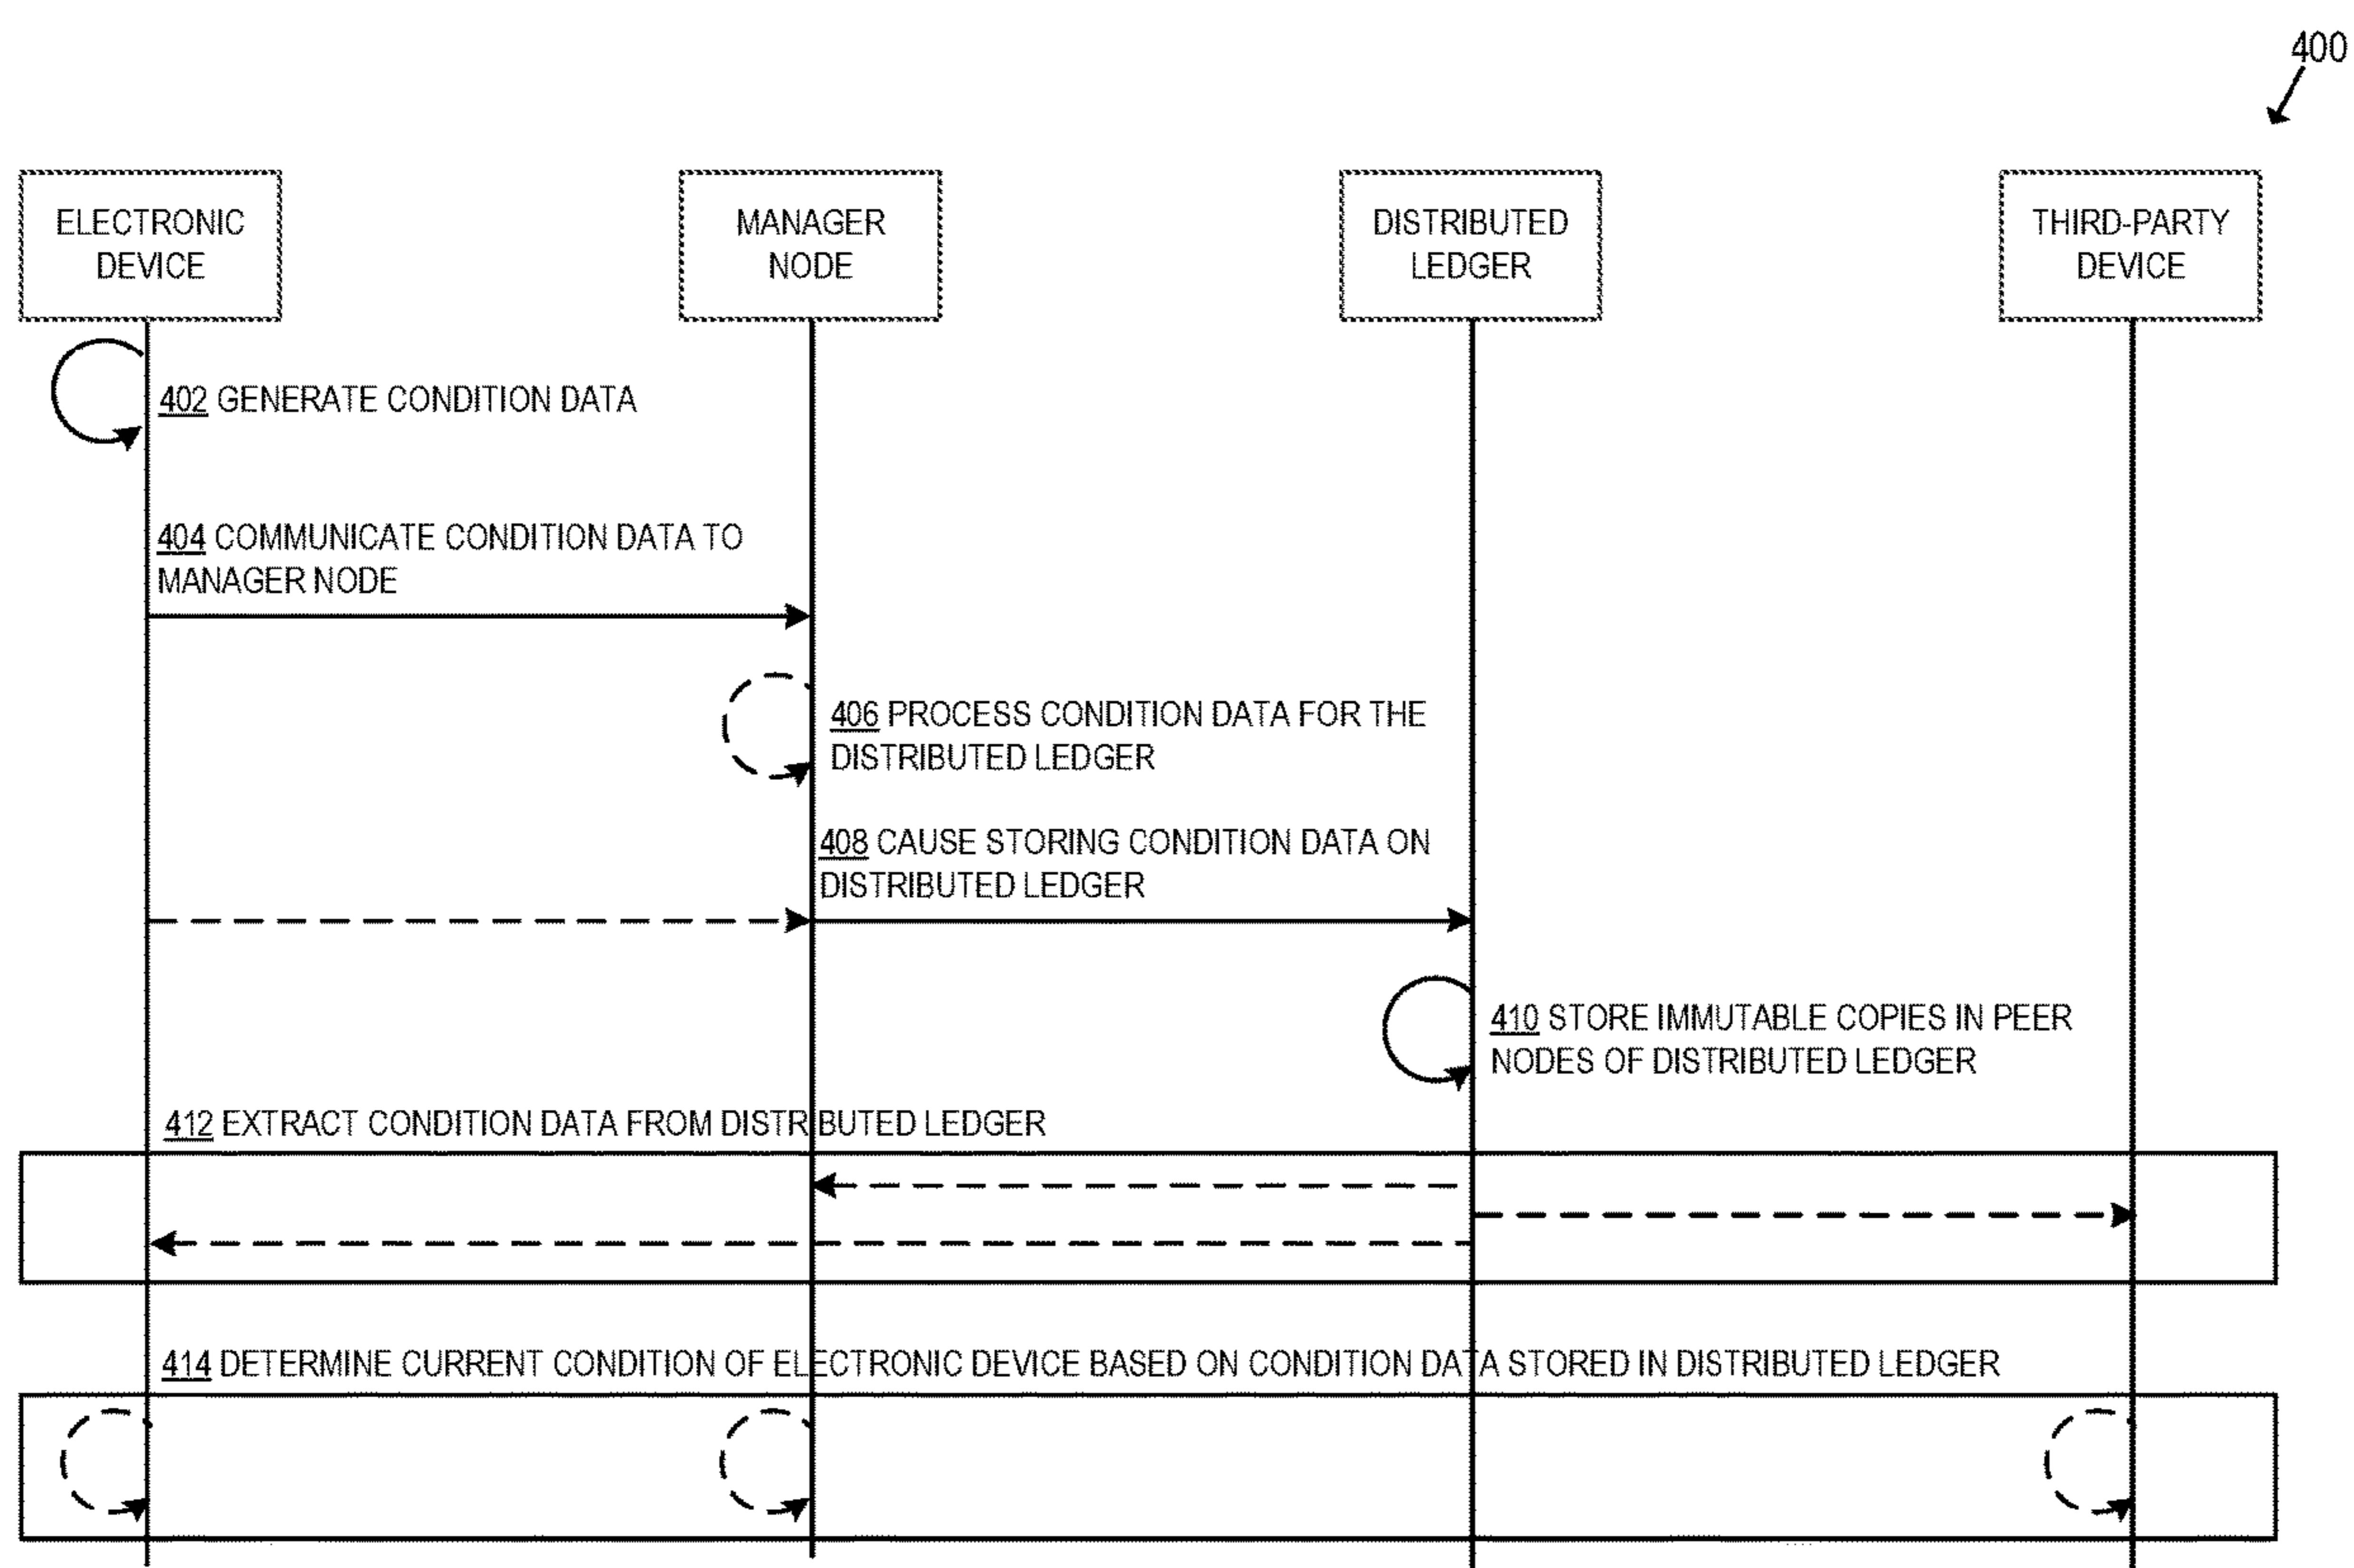 400
ELECTRONIC
DEVICE
MANAGER
NODE
DISTRIBUTED
LEDGER
THIRD-PARTY
DEVICE
402 GENERATE CONDITION DATA
404 COMMUNICATE CONDITION DATA TO
MANAGER NODE
406 PROCESS CONDITION DATA FOR THE
DISTRIBUTED LEDGER
408 CAUSE STORING CONDITION DATA ON
DISTRIBUTED LEDGER
410 STORE IMMUTABLE COPIES IN PEER
NODES OF DISTRIBUTED LEDGER
412 EXTRACT CONDITION DATA FROM DISTRIBUTED LEDGER
414 DETERMINE CURRENT CONDITION OF ELECTRONIC DEVICE BASED ON CONDITION DATA STORED IN DISTRIBUTED LEDGER